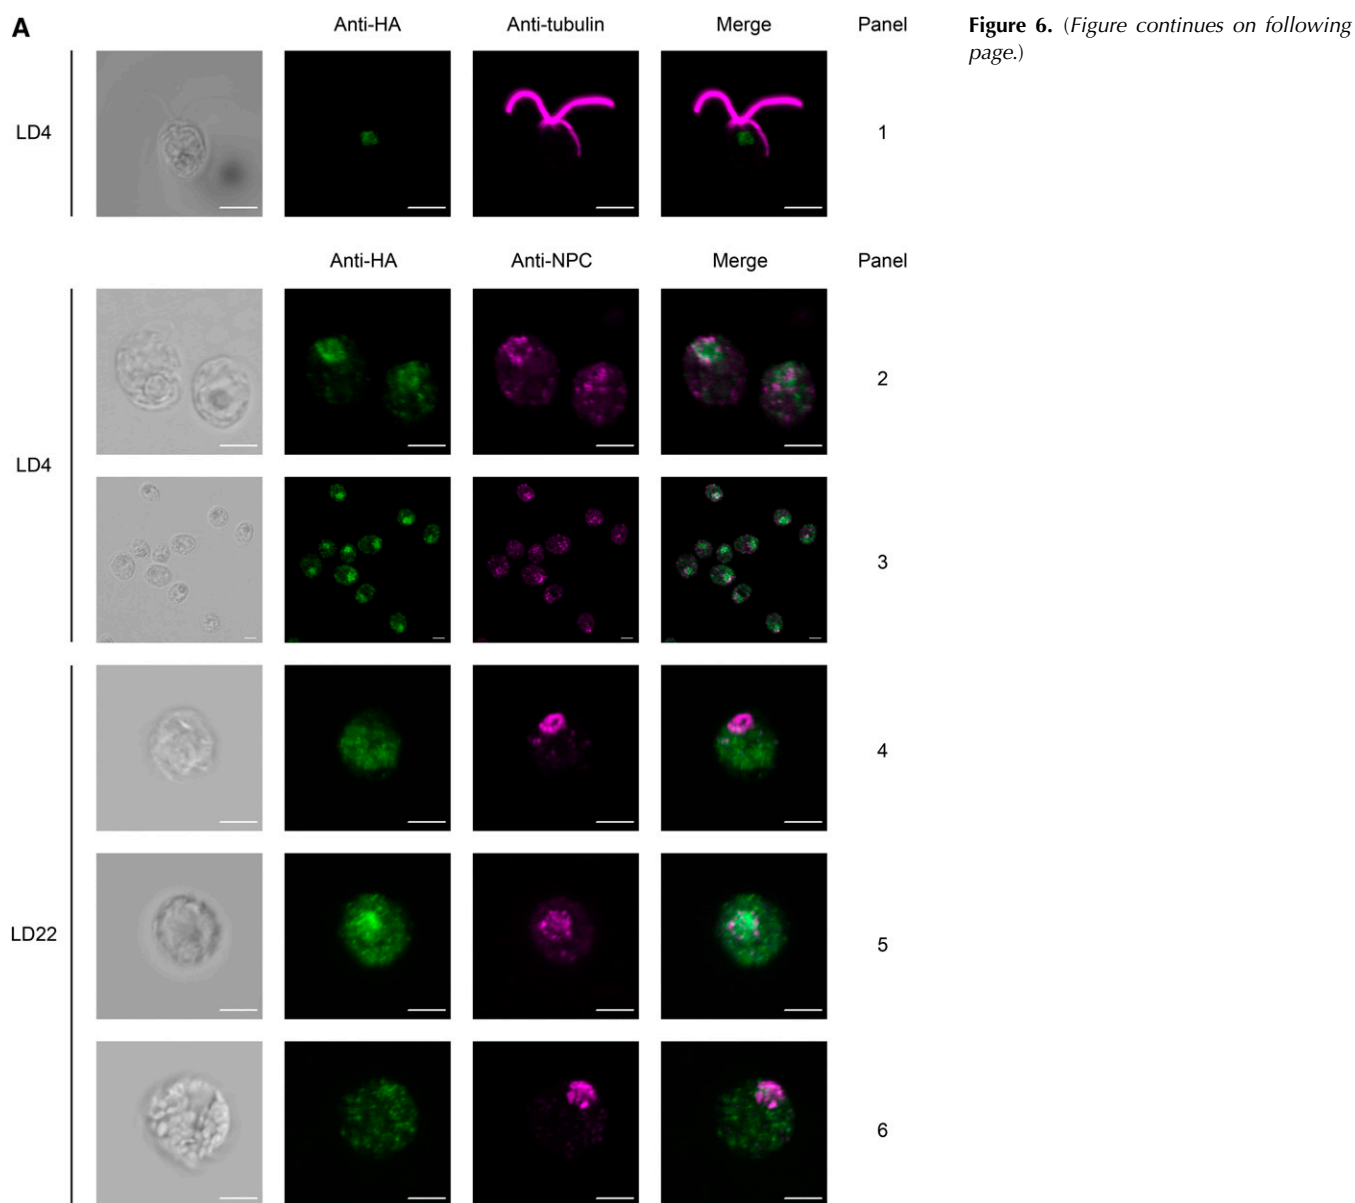 A
Anti-HA Anti-tubulin Merge Panel
Figure 6. (Figure continues on following
page.)
LD4
1
Anti-HA Anti-NPC Merge Panel
2
LD4
3
4
LD22
5
6